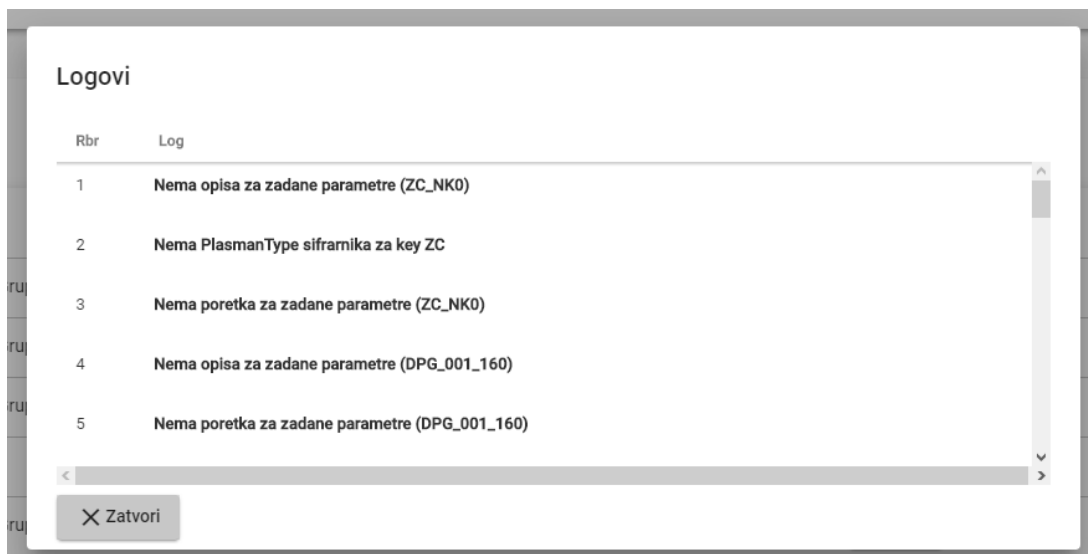 Logovi
Rbr Log
1 Nema opisa za zadane parametre (ZC_NK0)
2 Nema PlasmanType sifrarnika za key ZC
3 Nema poretka za zadane parametre (ZC_NK0)
4 Nema opisa za zadane parametre (DPG_001_160)
5 Nema poretka za zadane parametre (DPG_001_160)
Zatvori